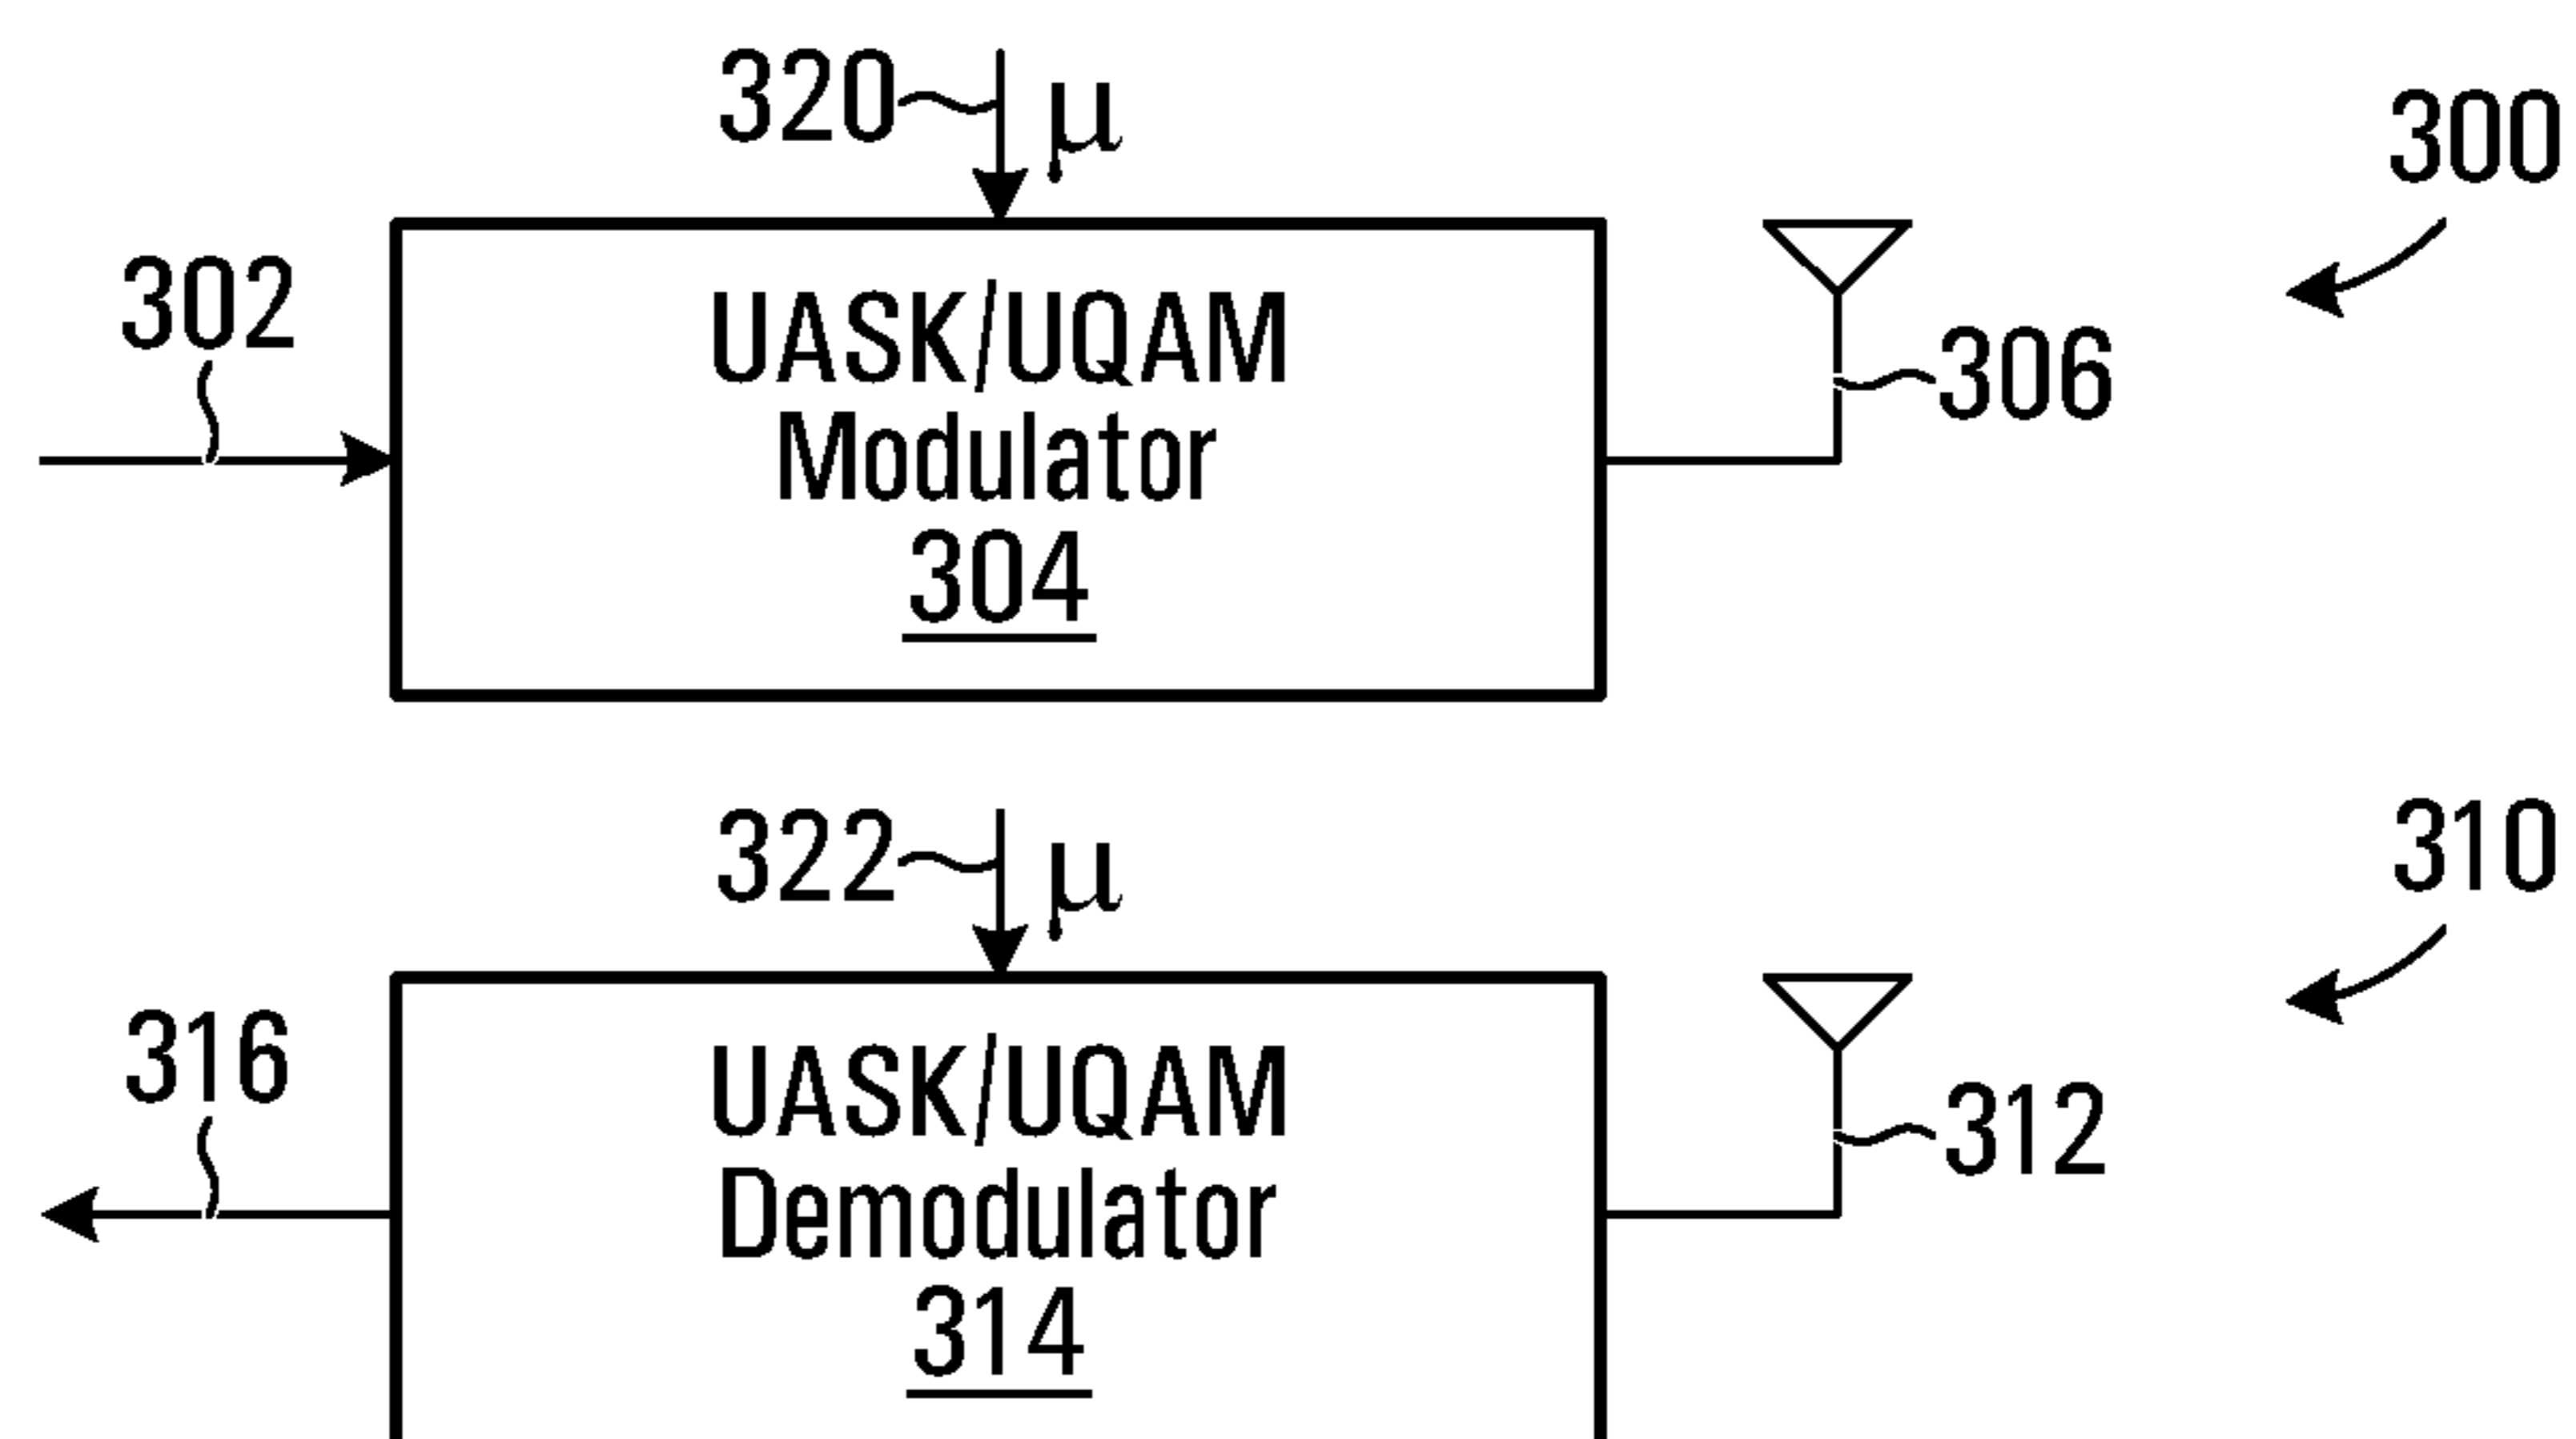 320 μ
300
302
UASK/UQAM
Modulator
304
306
322 μ
310
316
UASK/UQAM
Demodulator
314
312